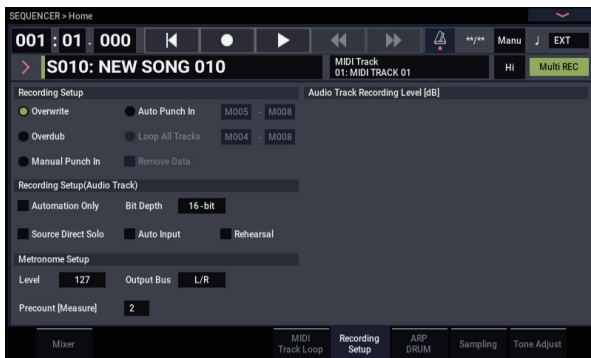 SEQUENCER > Home
001 : 01 . 000
**/** Manu ♩ EXT
S010: NEW SONG 010
MIDI Track
01: MIDI TRACK 01
Hi Multi REC
Recording Setup
Audio Track Recording Level [dB]
Overwrite Auto Punch In M005 - M008
Overdub Loop All Tracks M004 - M008
Manual Punch In Remove Data
Recording Setup(Audio Track)
Automation Only Bit Depth 16-bit
Source Direct Solo Auto Input Rehearsal
Metronome Setup
Level 127 Output Bus L/R
Precount [Measure] 2
Mixer
MIDI Track Loop
Recording Setup
ARP DRUM
Sampling
Tone Adjust